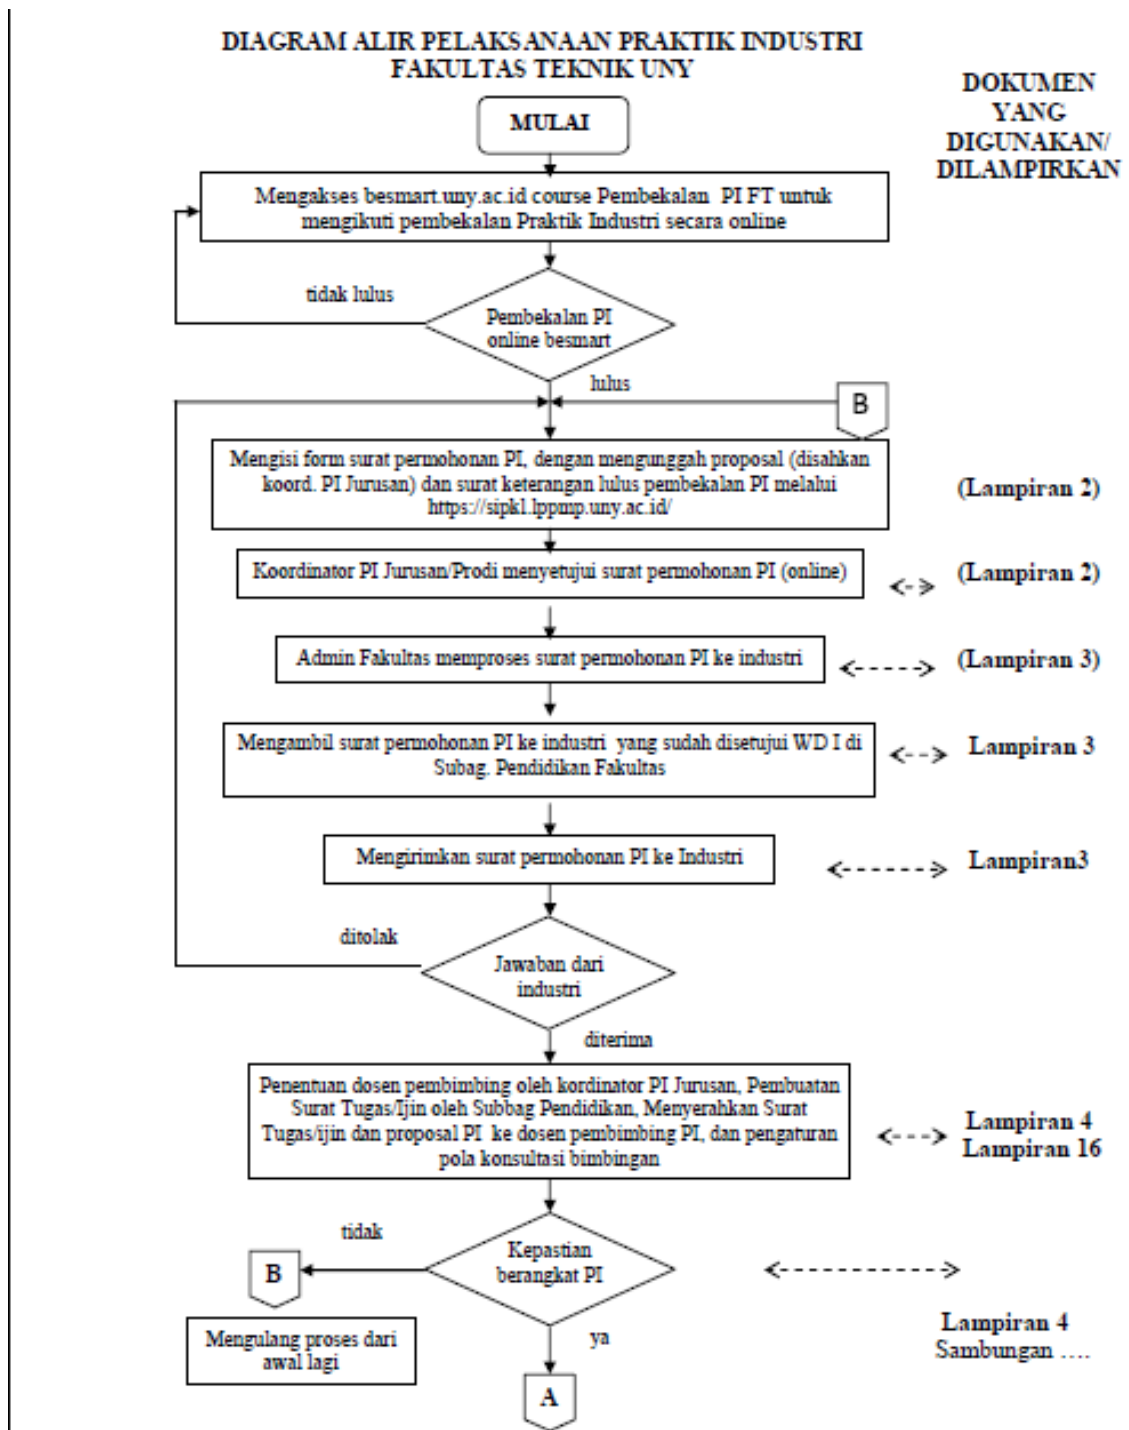 DIAGRAM ALIR PELAKSANAAN PRAKTIK INDUSTRI
FAKULTAS TEKNIK UNY
DOKUMEN
YANG
DIGUNAKAN/
DILAMPIRKAN
MULAI
Mengakses besmart.uny.ac.id course Pembekalan PI FT untuk
mengikuti pembekalan Praktik Industri secara online
tidak lulus
Pembekalan PI
online besmart
lulus
B
Mengisi form surat permohonan PI, dengan mengunggah proposal (disahkan
koord. PI Jurusan) dan surat keterangan lulus pembekalan PI melalui
https://sipkl.lppmp.uny.ac.id/
(Lampiran 2)
Koordinator PI Jurusan/Prodi menyetujui surat permohonan PI (online)
(Lampiran 2)
Admin Fakultas memproses surat permohonan PI ke industri
(Lampiran 3)
Mengambil surat permohonan PI ke industri yang sudah disetujui WD I di
Subag. Pendidikan Fakultas
Lampiran 3
Mengirimkan surat permohonan PI ke Industri
Lampiran3
ditolak
Jawaban dari
industri
diterima
Penentuan dosen pembimbing oleh kordinator PI Jurusan, Pembuatan
Surat Tugas/Ijin oleh Subbag Pendidikan, Menyerahkan Surat
Tugas/ijin dan proposal PI ke dosen pembimbing PI, dan pengaturan
pola konsultasi bimbingan
Lampiran 4
Lampiran 16
tidak
Kepastian
berangkat PI
B
Mengulang proses dari
awal lagi
ya
Lampiran 4
Sambungan ....
A